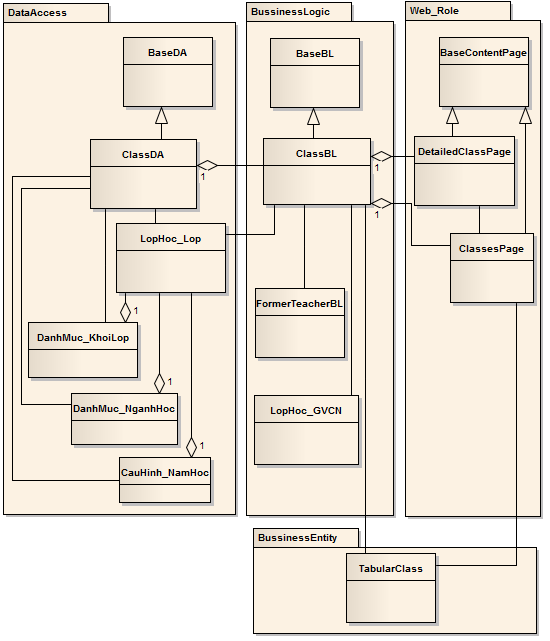 DataAccess
BussinessLogic
Web_Role
BaseDA
BaseBL
BaseContentPage
ClassDA
ClassBL
DetailedClassPage
1
1
1
LopHoc_Lop
ClassesPage
FormerTeacherBL
1
DanhMuc_KhoiLop
1
DanhMuc_NganhHoc
LopHoc_GVCN
1
CauHinh_NamHoc
BussinessEntity
TabularClass